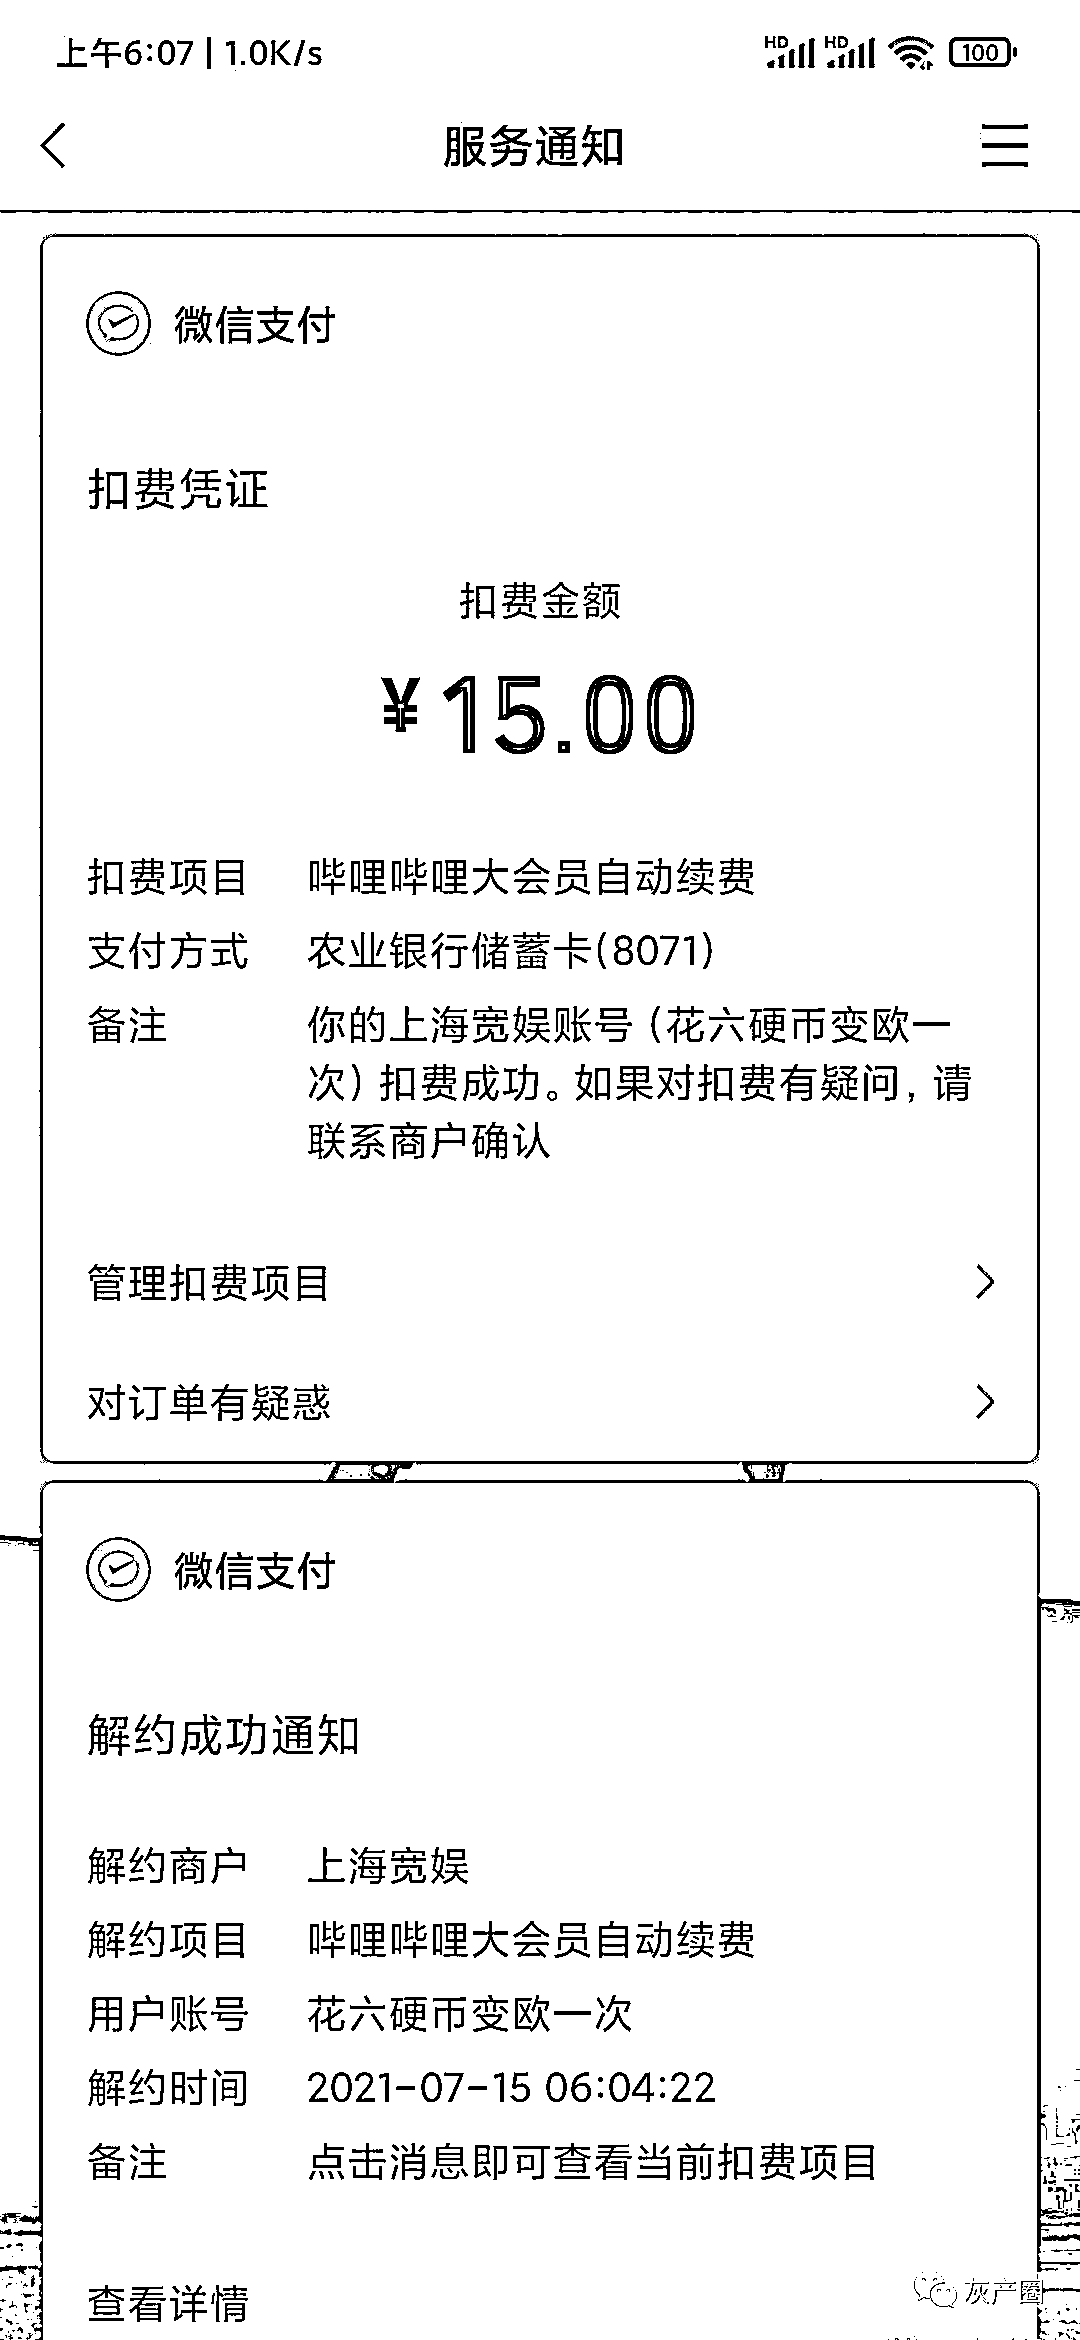 上午6:07 | 1.0K/s
HD HD 100
服务通知
微信支付
扣费凭证
扣费金额
¥15.00
扣费项目 哔哩哔哩大会员自动续费
支付方式 农业银行储蓄卡(8071)
备注 你的上海宽娱账号（花六硬币变欧一
次）扣费成功。如果对扣费有疑问，请
联系商户确认
管理扣费项目
对订单有疑惑
微信支付
解约成功通知
解约商户 上海宽娱
解约项目 哔哩哔哩大会员自动续费
用户账号 花六硬币变欧一次
解约时间 2021-07-15 06:04:22
备注 点击消息即可查看当前扣费项目
查看详情
灰产圈